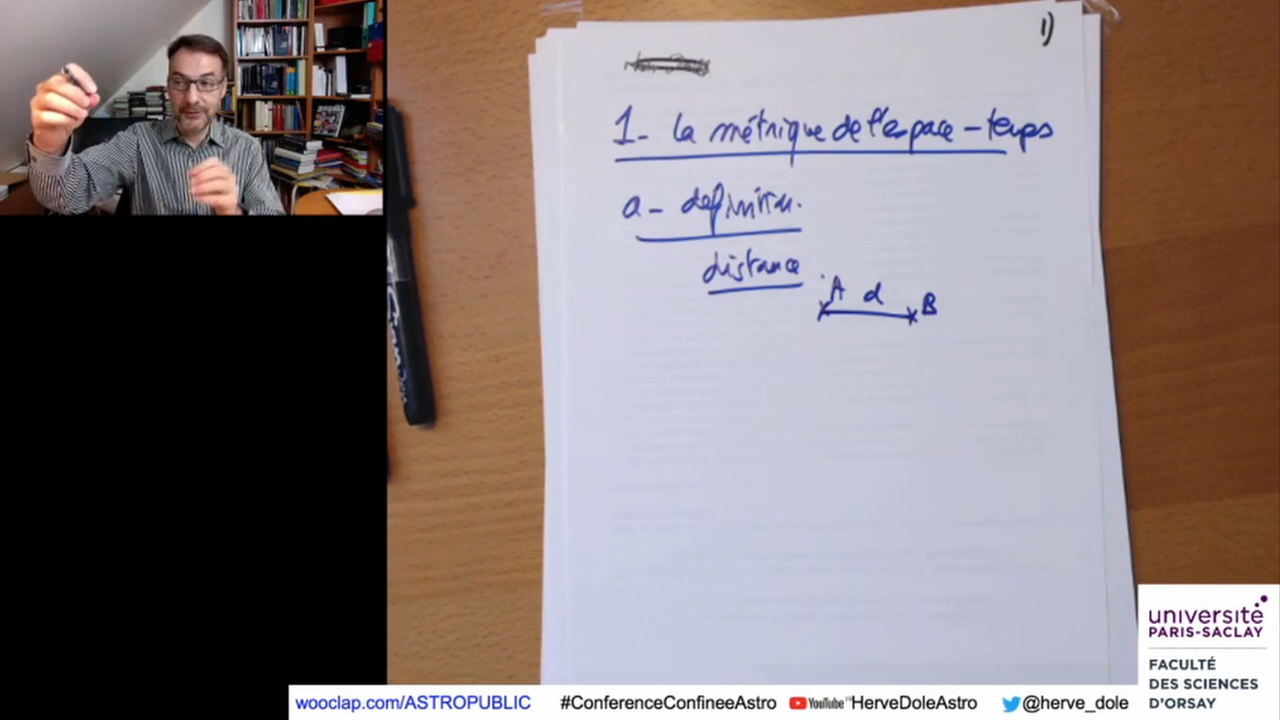 1)
1- la métrique de l'espace-temps
a- definition.
distance
A d B
université
PARIS-SACLAY
FACULTÉ
DES SCIENCES
D'ORSAY
wooclap.com/ASTROPUBLIC #ConferenceConfineeAstro YouTube HerveDoleAstro @herve_dole